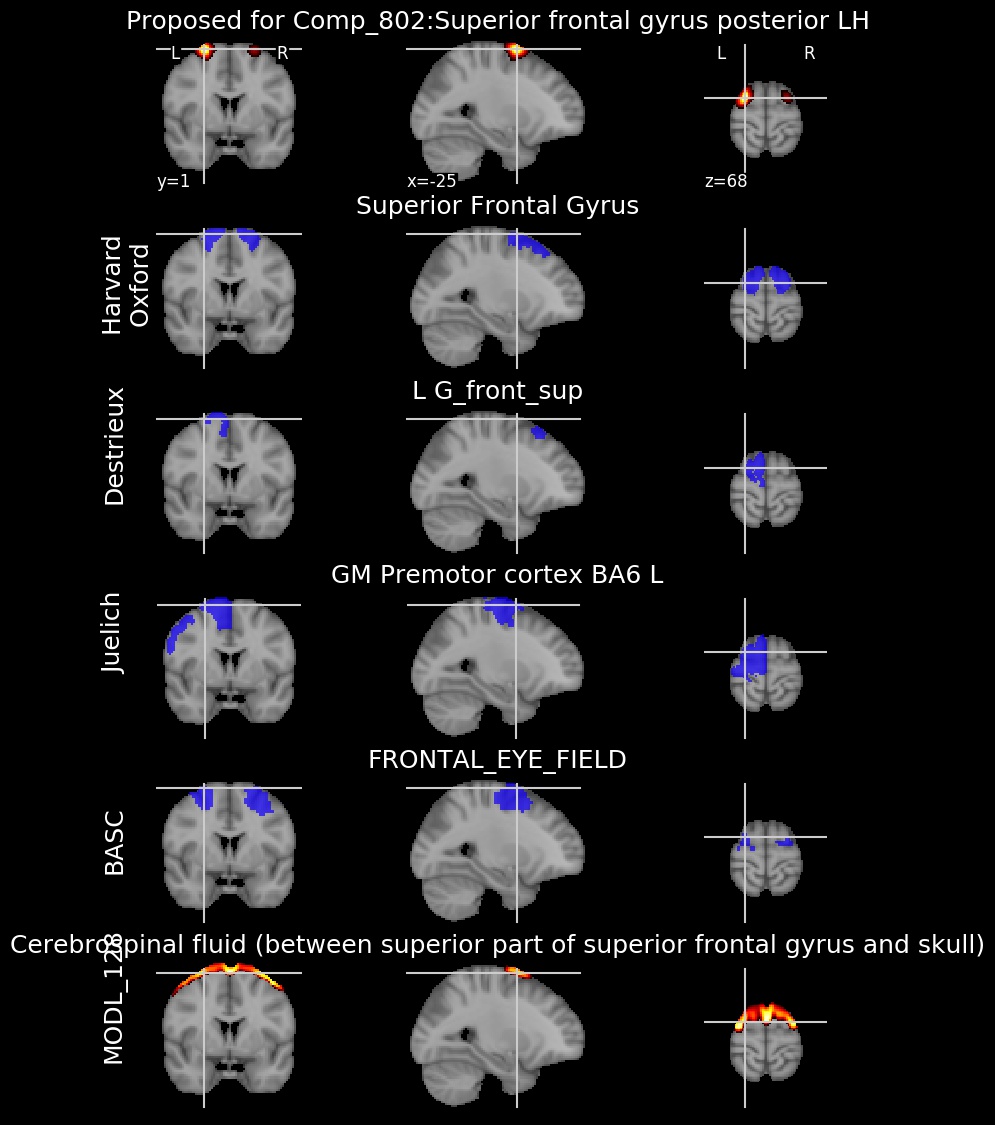 Proposed for Comp_802:Superior frontal gyrus posterior LH
L R
L R
y=1
x=-25
z=68
Superior Frontal Gyrus
Harvard
Oxford
L G_front_sup
Destrieux
GM Premotor cortex BA6 L
Juelich
FRONTAL_EYE_FIELD
BASC
Cerebrospinal fluid (between superior part of superior frontal gyrus and skull)
MODL_128